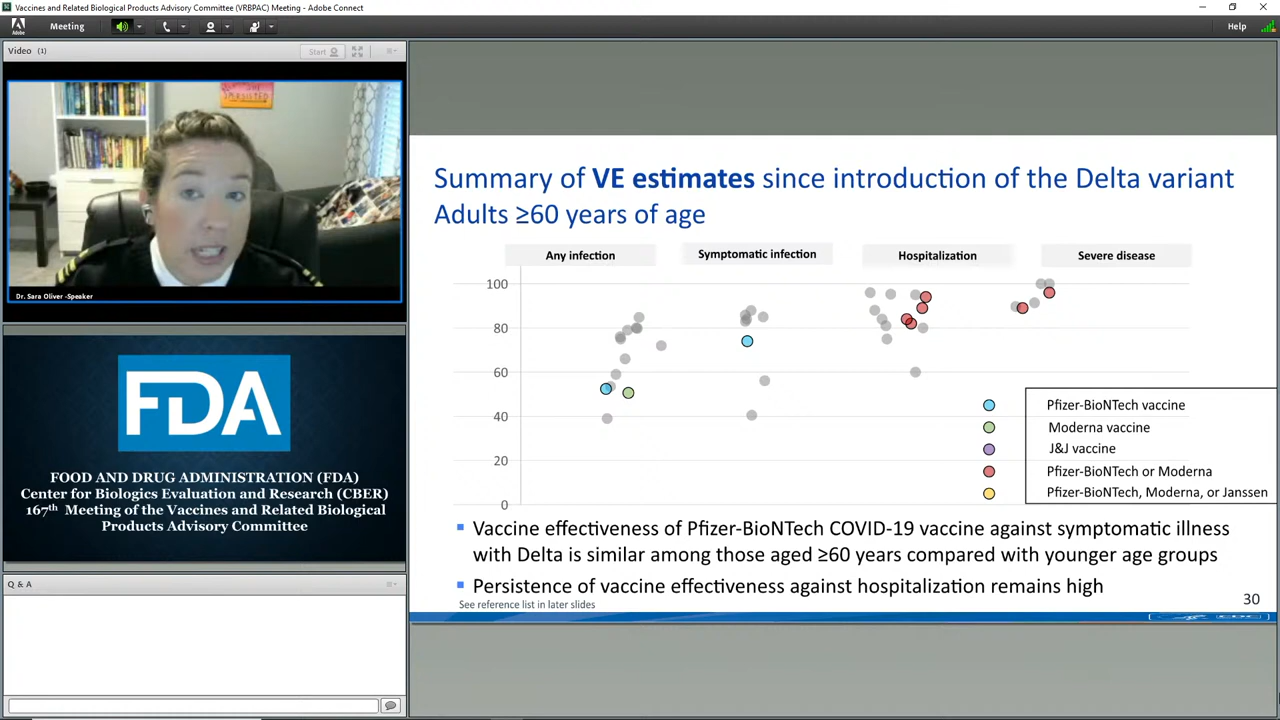 Vaccines and Related Biological Products Advisory Committee (VRBPAC) Meeting - Adobe Connect
Meeting
Help
Video (1)
Start
Dr. Sara Oliver -Speaker
FDA
FOOD AND DRUG ADMINISTRATION (FDA)
Center for Biologics Evaluation and Research (CBER)
167th Meeting of the Vaccines and Related Biological
Products Advisory Committee
Q & A
Summary of VE estimates since introduction of the Delta variant
Adults ≥60 years of age
Any infection
Symptomatic infection
Hospitalization
Severe disease
100
80
60
40
20
0
Pfizer-BioNTech vaccine
Moderna vaccine
J&J vaccine
Pfizer-BioNTech or Moderna
Pfizer-BioNTech, Moderna, or Janssen
▪ Vaccine effectiveness of Pfizer-BioNTech COVID-19 vaccine against symptomatic illness
with Delta is similar among those aged ≥60 years compared with younger age groups
▪ Persistence of vaccine effectiveness against hospitalization remains high
See reference list in later slides
30